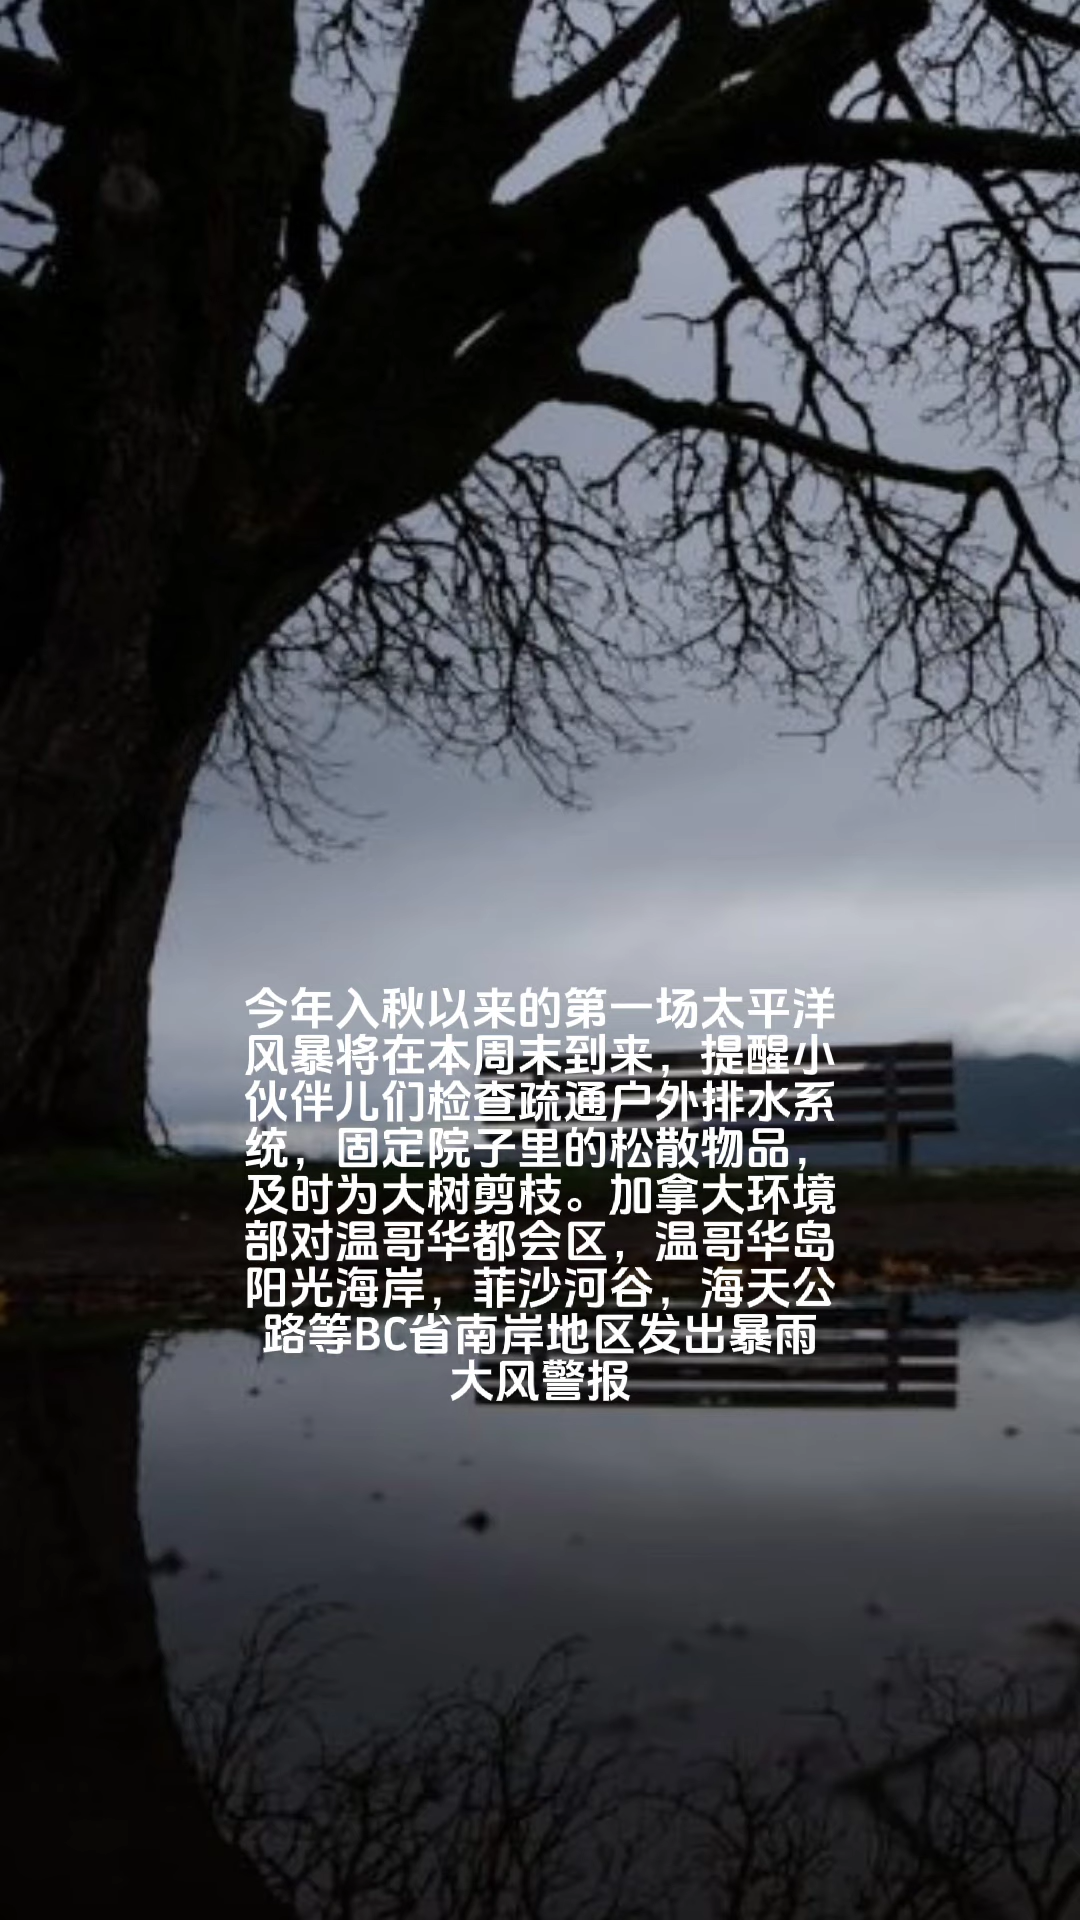 今年入秋以来的第一场太平洋
风暴将在本周末到来，提醒小
伙伴儿们检查疏通户外排水系
统，固定院子里的松散物品，
及时为大树剪枝。加拿大环境
部对温哥华都会区，温哥华岛
阳光海岸，菲沙河谷，海天公
路等BC省南岸地区发出暴雨
大风警报